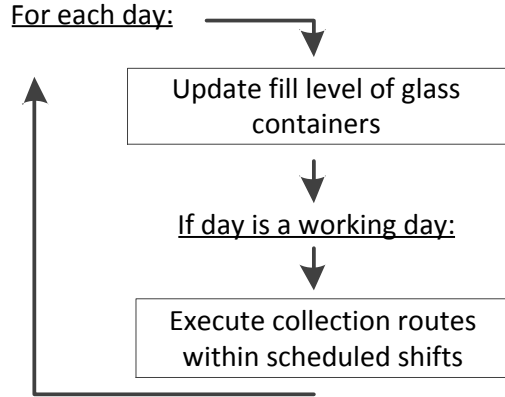 For each day:
Update fill level of glass
containers
If day is a working day:
Execute collection routes
within scheduled shifts